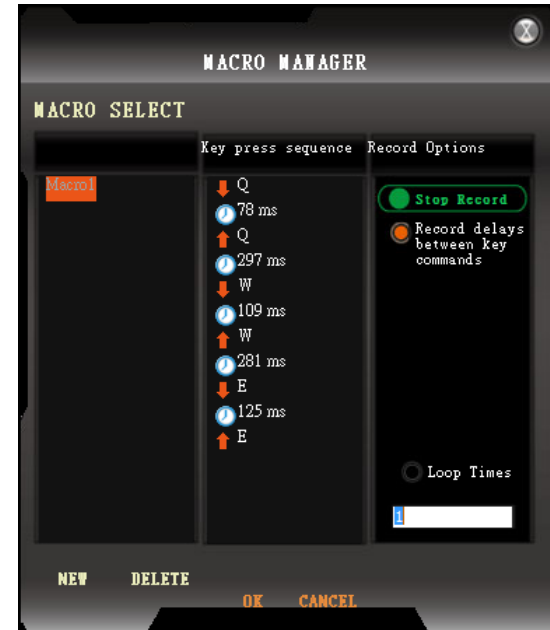 MACRO MANAGER
MACRO SELECT
Key press sequence
Record Options
Macro1
Q
78 ms
Q
297 ms
W
109 ms
W
281 ms
E
125 ms
E
Stop Record
Record delays
between key
commands
Loop Times
1
NEW
DELETE
OK
CANCEL